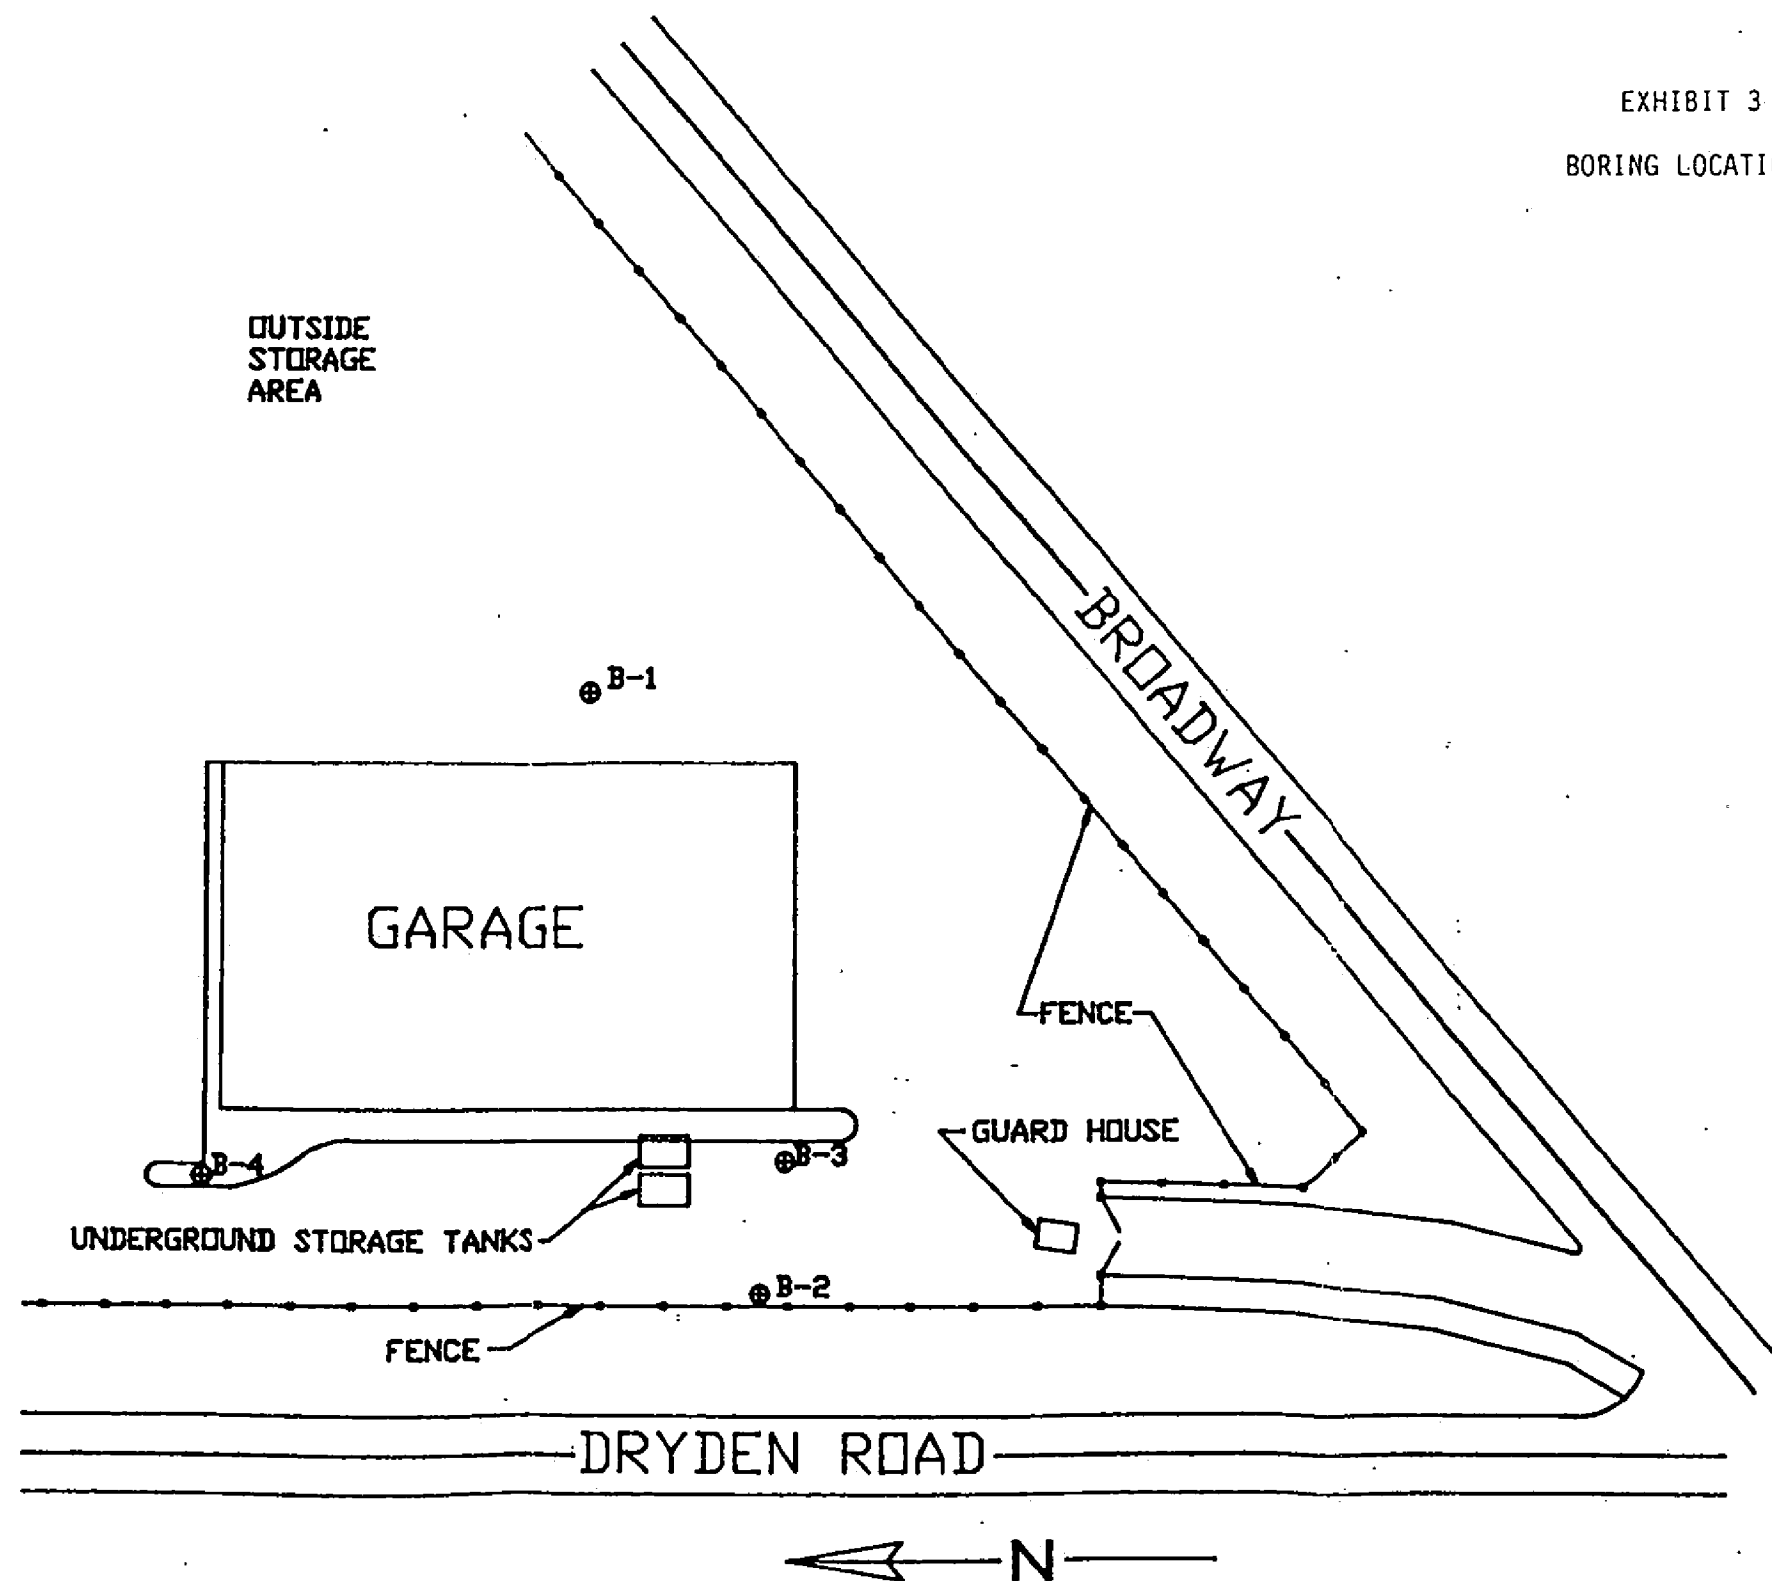 EXHIBIT 3
BORING LOCATI
OUTSIDE
STORAGE
AREA
BROADWAY
B-1
GARAGE
FENCE
GUARD HOUSE
B-3
B-4
UNDERGROUND STORAGE TANKS
B-2
FENCE
DRYDEN ROAD
N